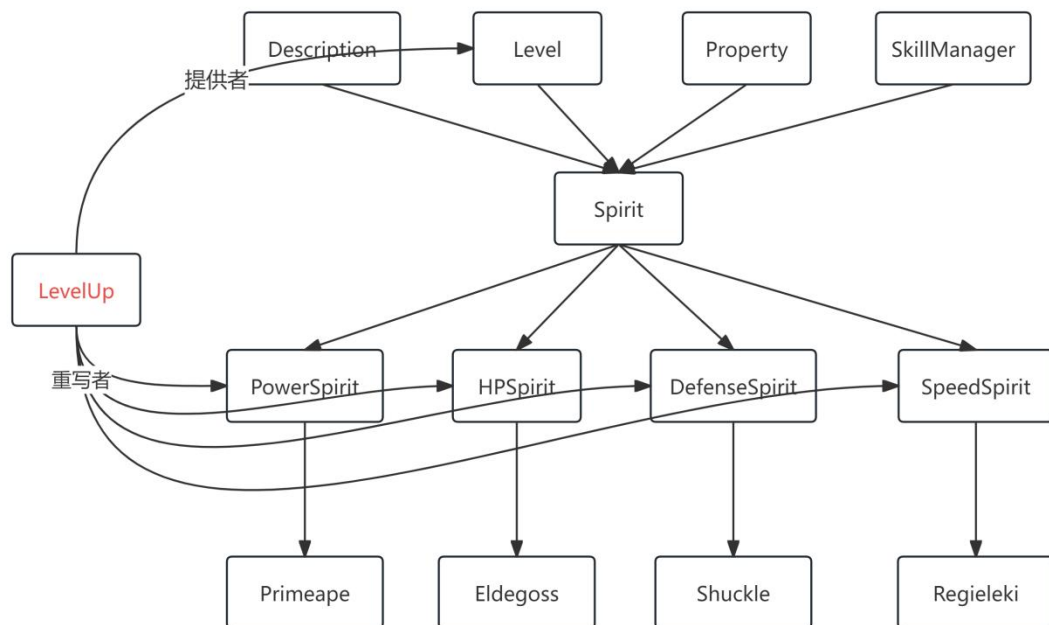 Description
Level
Property
SkillManager
提供者
Spirit
LevelUp
重写者
PowerSpirit
HPSpirit
DefenseSpirit
SpeedSpirit
Primeape
Eldegoss
Shuckle
Regieleki